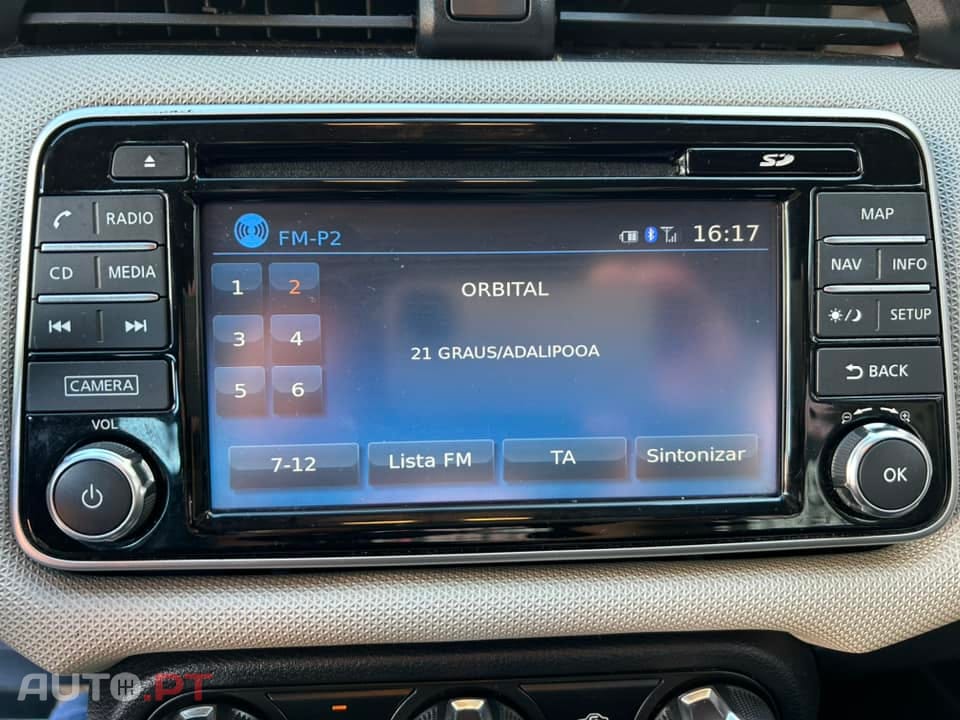 SD
RADIO
CD MEDIA
CAMERA
VOL
FM-P2 16:17
1 2
3 4
5 6
ORBITAL
21 GRAUS/ADALIPOOA
7-12 Lista FM TA Sintonizar
MAP
NAV INFO
SETUP
BACK
OK
AUTO.PT